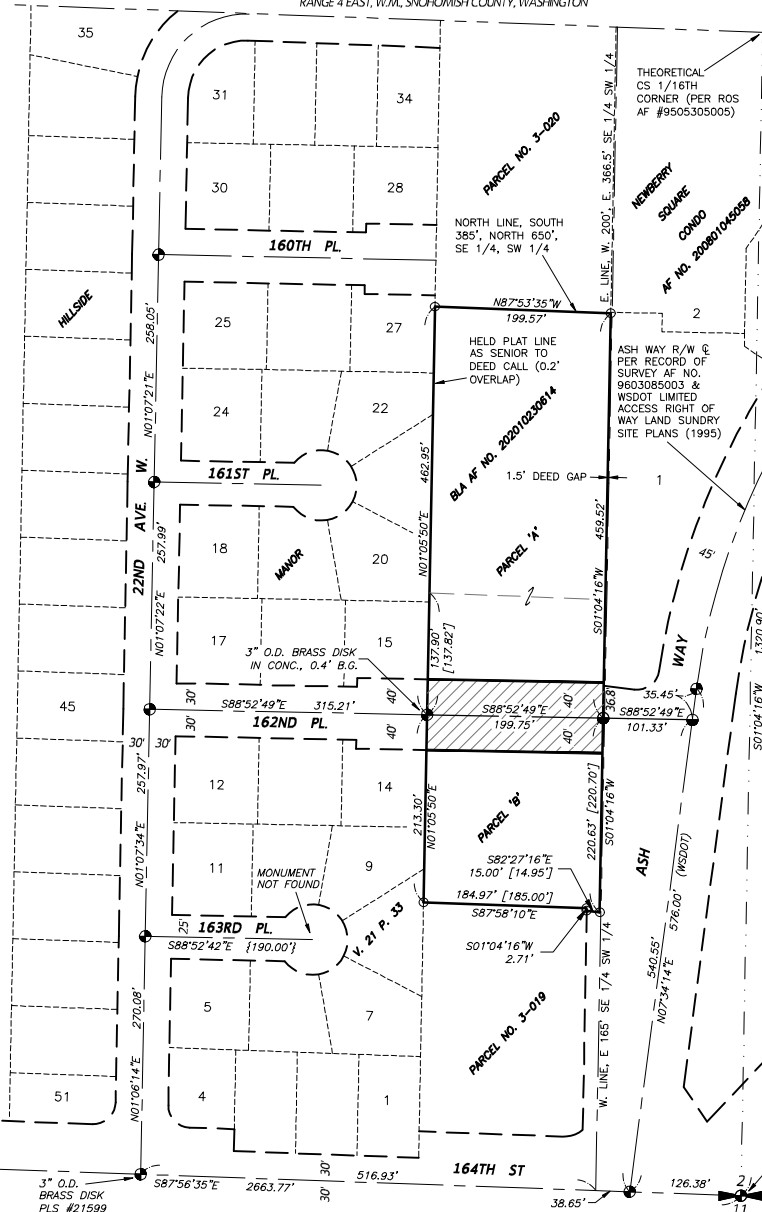 RANGE 4 EAST, W.M., SNOHOMISH COUNTY, WASHINGTON
35
31
34
30
28
PARCEL NO. 3-020
E. LINE, W. 200', E. 366.5' SE 1/4 SW 1/4
THEORETICAL
CS 1/16TH
CORNER (PER ROS
AF #9505305005)
NEWBERRY
SQUARE
CONDO
AF NO. 200801045058
2
160TH PL.
NORTH LINE, SOUTH
385', NORTH 650',
SE 1/4, SW 1/4
HILLSIDE
258.05'
N01°07'21"E
25
27
24
22
N87°53'35"W
199.57'
HELD PLAT LINE
AS SENIOR TO
DEED CALL (0.2'
OVERLAP)
ASH WAY R/W ℄
PER RECORD OF
SURVEY AF NO.
9603085003 &
WSDOT LIMITED
ACCESS RIGHT OF
WAY LAND SUNDRY
SITE PLANS (1995)
BLA AF NO. 202010230614
462.95'
N01°05'50"E
1.5' DEED GAP
1
161ST PL.
22ND AVE W.
257.99'
N01°07'22"E
18
MANOR
20
17
15
PARCEL 'A'
2
459.52'
S01°04'16"W
45'
1320.90'
S01°04'16"W
3" O.D. BRASS DISK
IN CONC., 0.4' B.G.
137.90'
[137.82']
45
30'
30'
S88°52'49"E 315.21'
162ND PL.
40'
40'
S88°52'49"E
199.75'
40'
40'
36.8'
WAY
35.45'
S88°52'49"E
101.33'
30' 30'
257.97'
N01°07'34"E
12
14
11
9
213.30'
N01°05'50"E
PARCEL 'B'
220.63' [220.70']
S01°04'16"W
S82°27'16"E
15.00' [14.95']
184.97' [185.00']
S87°58'10"E
S01°04'16"W
2.71'
ASH
(WSDOT)
576.00'
540.55'
N07°34'14"E
MONUMENT
NOT FOUND
25'
163RD PL.
S88°52'42"E {190.00'}
V. 21 P. 33
270.08'
N01°06'14"E
5
7
51
4
1
PARCEL NO. 3-019
W. LINE, E 165' SE 1/4 SW 1/4
3" O.D.
BRASS DISK
PLS #21599
S87°56'35"E 2663.77'
30'
30'
516.93'
164TH ST
38.65'
126.38'
2
11